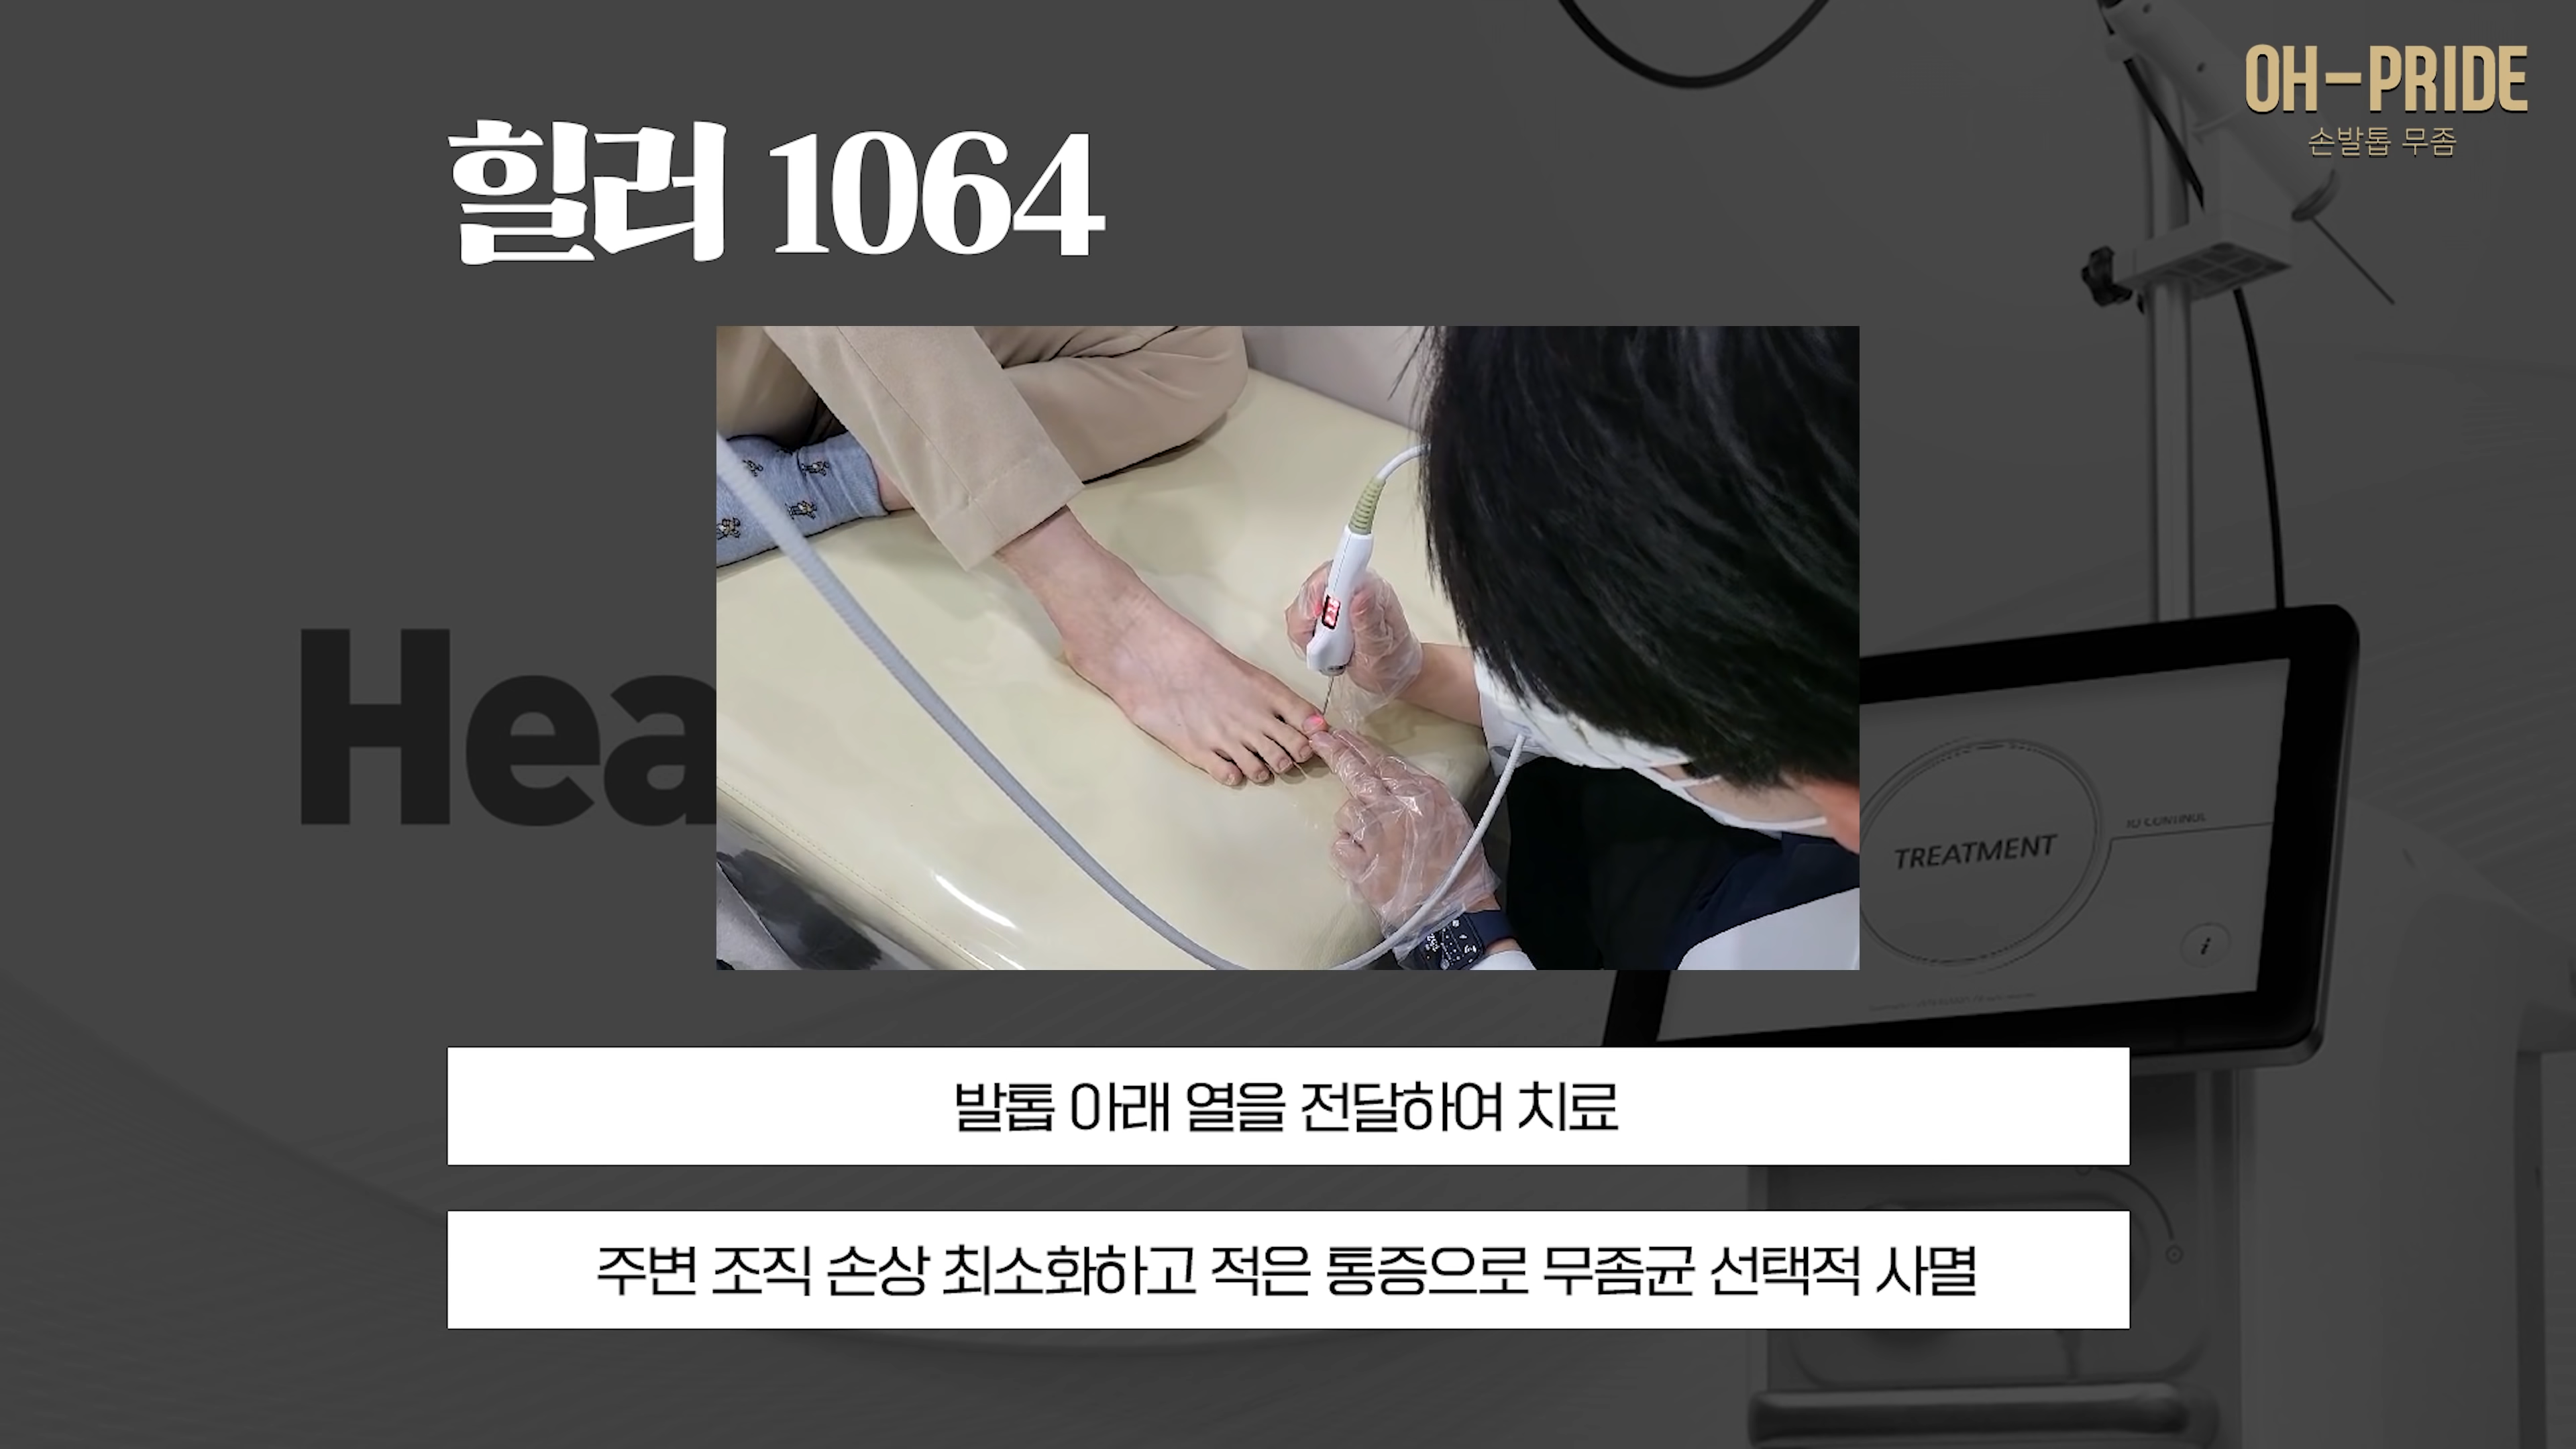 OH-PRIDE
손발톱 무좀
힐러 1064
Hea
TREATMENT
i
발톱 아래 열을 전달하여 치료
주변 조직 손상 최소화하고 적은 통증으로 무좀균 선택적 사멸